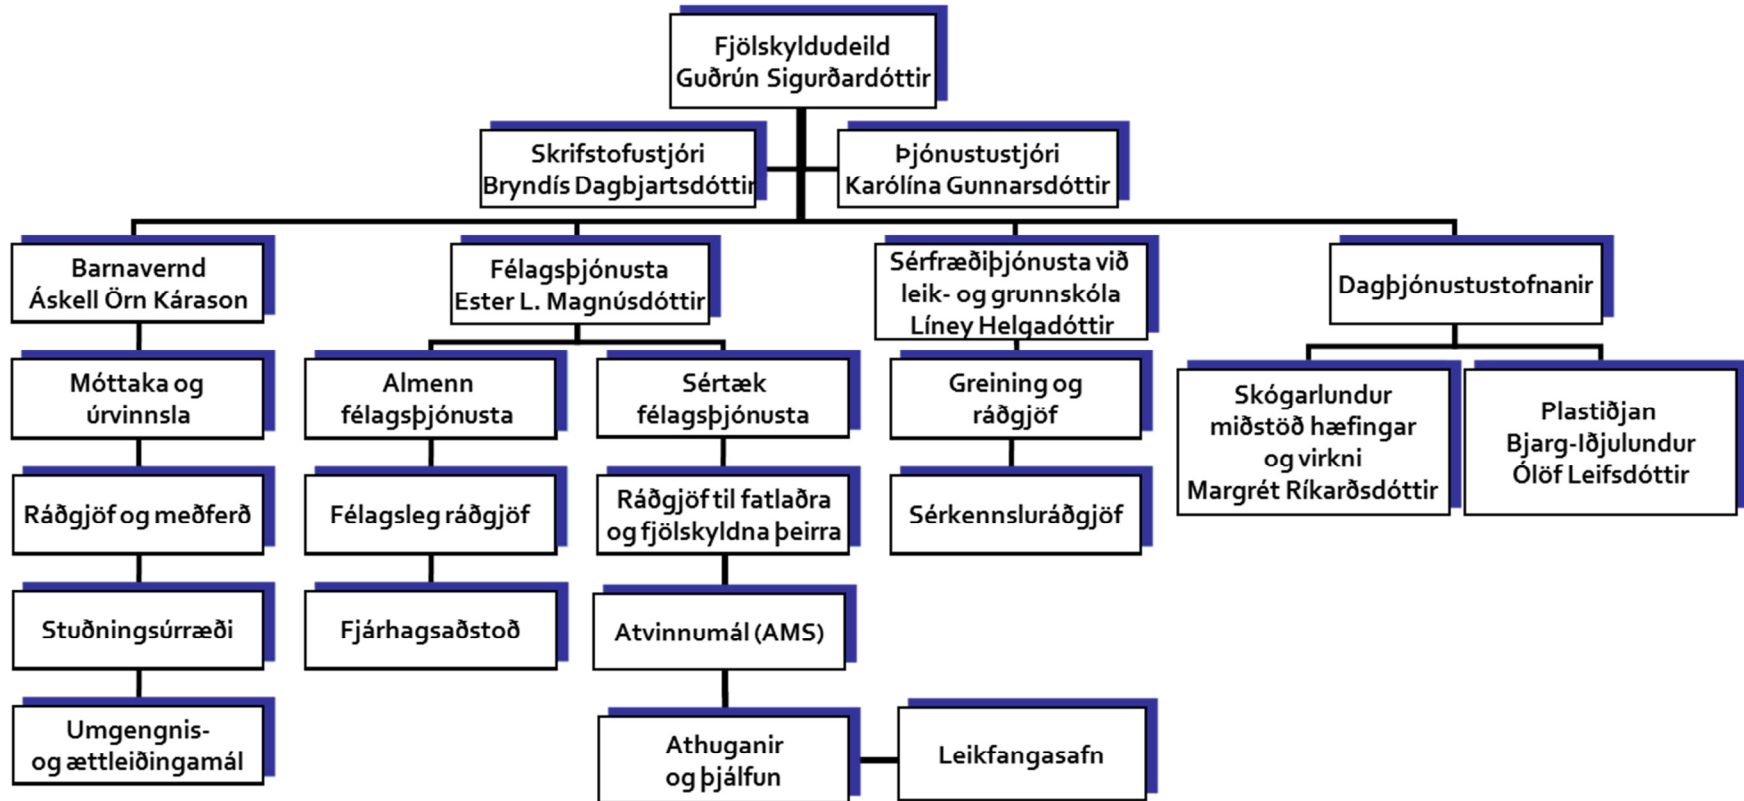 Fjölskyldudeild
Guðrún Sigurðardóttir
Skrifstofustjóri
Bryndís Dagbjartsdóttir
Þjónustustjóri
Karólína Gunnarsdóttir
Barnavernd
Áskell Örn Kárason
Félagsþjónusta
Ester L. Magnúsdóttir
Sérfræðiþjónusta við
leik- og grunnskóla
Líney Helgadóttir
Dagþjónustustofnanir
Móttaka og
úrvinnsla
Almenn
félagsþjónusta
Sértæk
félagsþjónusta
Greining og
ráðgjöf
Skógarlundur
miðstöð hæfingar
og virkni
Margrét Ríkarðsdóttir
Plastiðjan
Bjarg-Iðjulundur
Ólöf Leifsdóttir
Ráðgjöf og meðferð
Félagsleg ráðgjöf
Ráðgjöf til fatlaðra
og fjölskyldna þeirra
Sérkennsluráðgjöf
Stuðningsúrræði
Fjárhagsaðstoð
Atvinnumál (AMS)
Umgengnis-
og ættleiðingamál
Athuganir
og þjálfun
Leikfangasafn